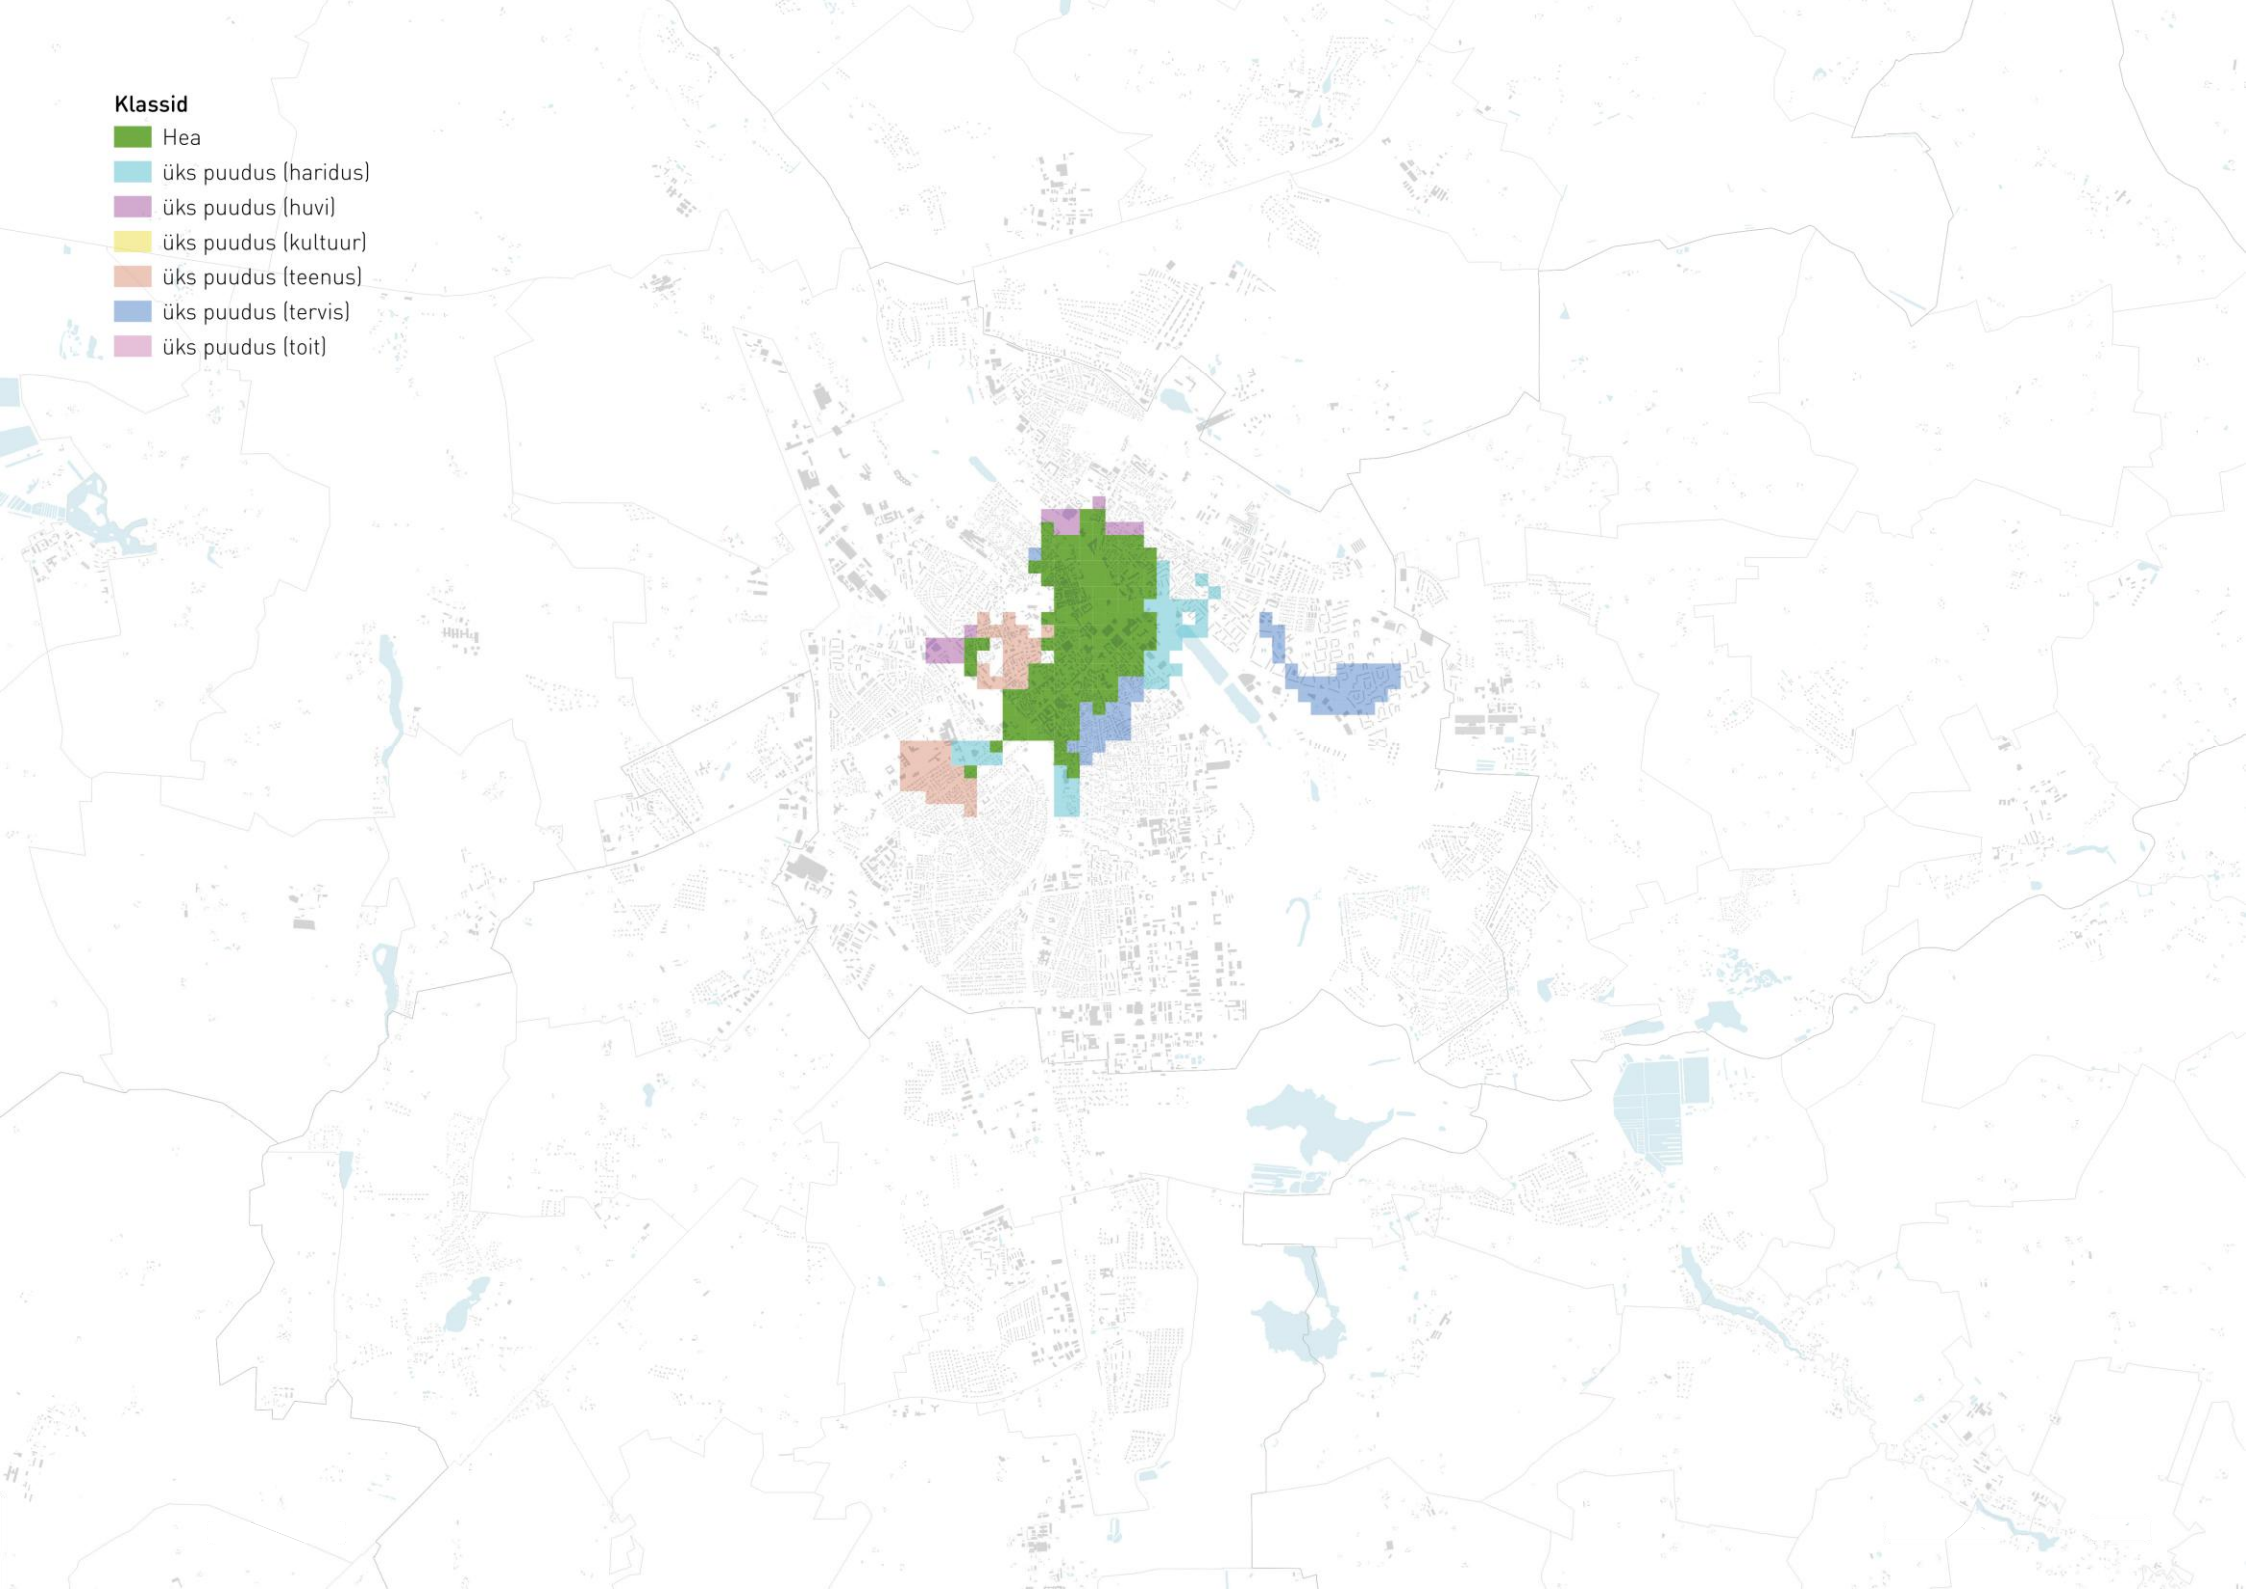 Klassid
Hea
üks puudus (haridus)
üks puudus (huvi)
üks puudus (kultuur)
üks puudus (teenus)
üks puudus (tervis)
üks puudus (toit)